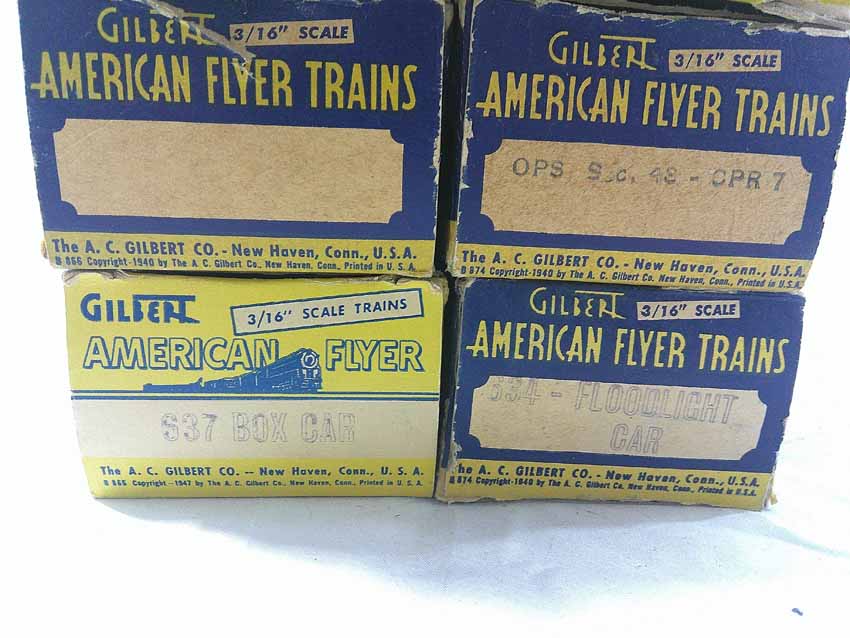 GILBERT 3/16" SCALE
AMERICAN FLYER TRAINS
The A. C. GILBERT CO. - New Haven, Conn., U.S.A.
Copyright-1940 by The A. C. Gilbert Co., New Haven, Conn., Printed in U. S. A.
GILBERT 3/16" SCALE
AMERICAN FLYER TRAINS
OPS Sec. 48 - CPR 7
The A. C. GILBERT CO. - New Haven, Conn., U.S.A.
B 874 Copyright-1940 by The A. C. Gilbert Co., New Haven, Conn., Printed in U.S.A.
GILBERT 3/16" SCALE TRAINS
AMERICAN FLYER
637 BOX CAR
The A. C. GILBERT CO. -- New Haven, Conn., U. S. A.
Copyright-1947 by The A. C. Gilbert Co., New Haven, Conn., Printed in U. S. A.
GILBERT 3/16" SCALE
AMERICAN FLYER TRAINS
634 - FLOODLIGHT
CAR
The A. C. GILBERT CO. - New Haven, Conn., U.S.A.
B 874 Copyright-1940 by The A. C. Gilbert Co., New Haven, Conn., Printed in U.S.A.